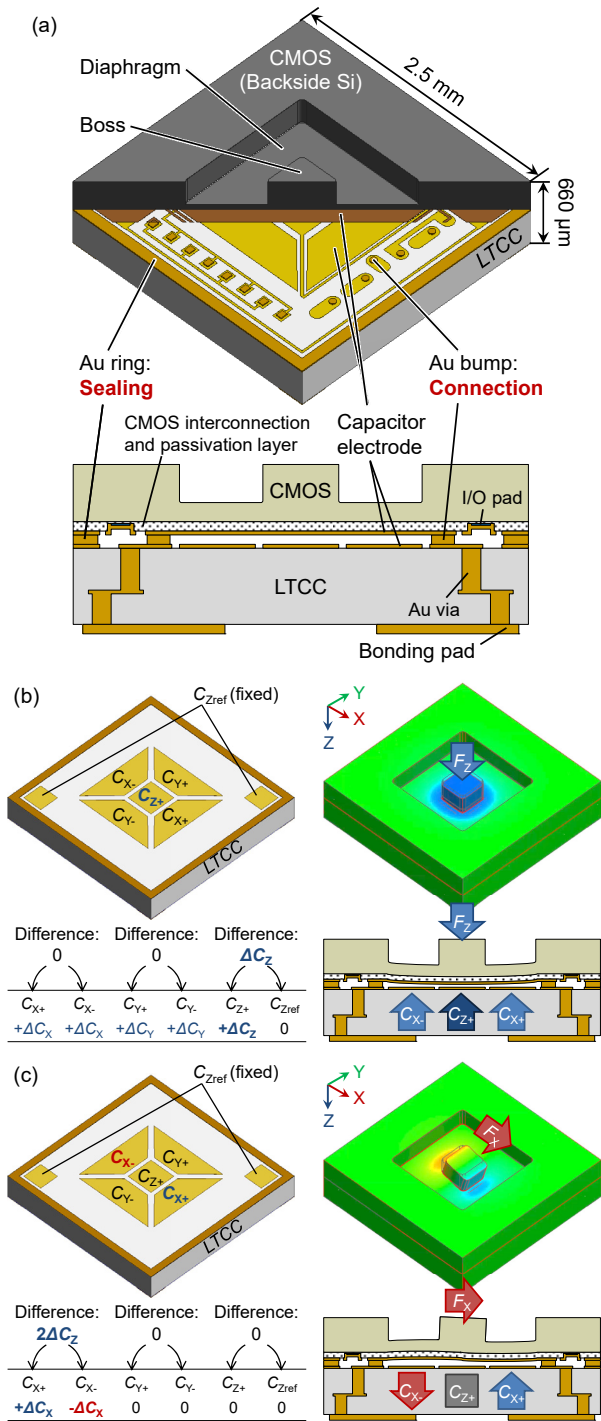 (a)
CMOS
(Backside Si)
2.5 mm
Diaphragm
Boss
660 µm
LTCC
Au ring:
Sealing
Au bump:
Connection
CMOS interconnection
and passivation layer
Capacitor
electrode
CMOS
I/O pad
LTCC
Au via
Bonding pad
(b)
CZref (fixed)
CX- CY+
CZ+
CY- CX+
LTCC
Y
X
Z
FZ
Difference: Difference: Difference:
0 0 ΔCZ
CX+ CX- CY+ CY- CZ+ CZref
+ΔCX +ΔCX +ΔCY +ΔCY +ΔCZ 0
FZ
CX- CZ+ CX+
(c)
CZref (fixed)
CX- CY+
CZ+
CY- CX+
LTCC
Y
X
Z
FX
Difference: Difference: Difference:
2ΔCZ 0 0
CX+ CX- CY+ CY- CZ+ CZref
+ΔCX -ΔCX 0 0 0 0
FX
CX- CZ+ CX+